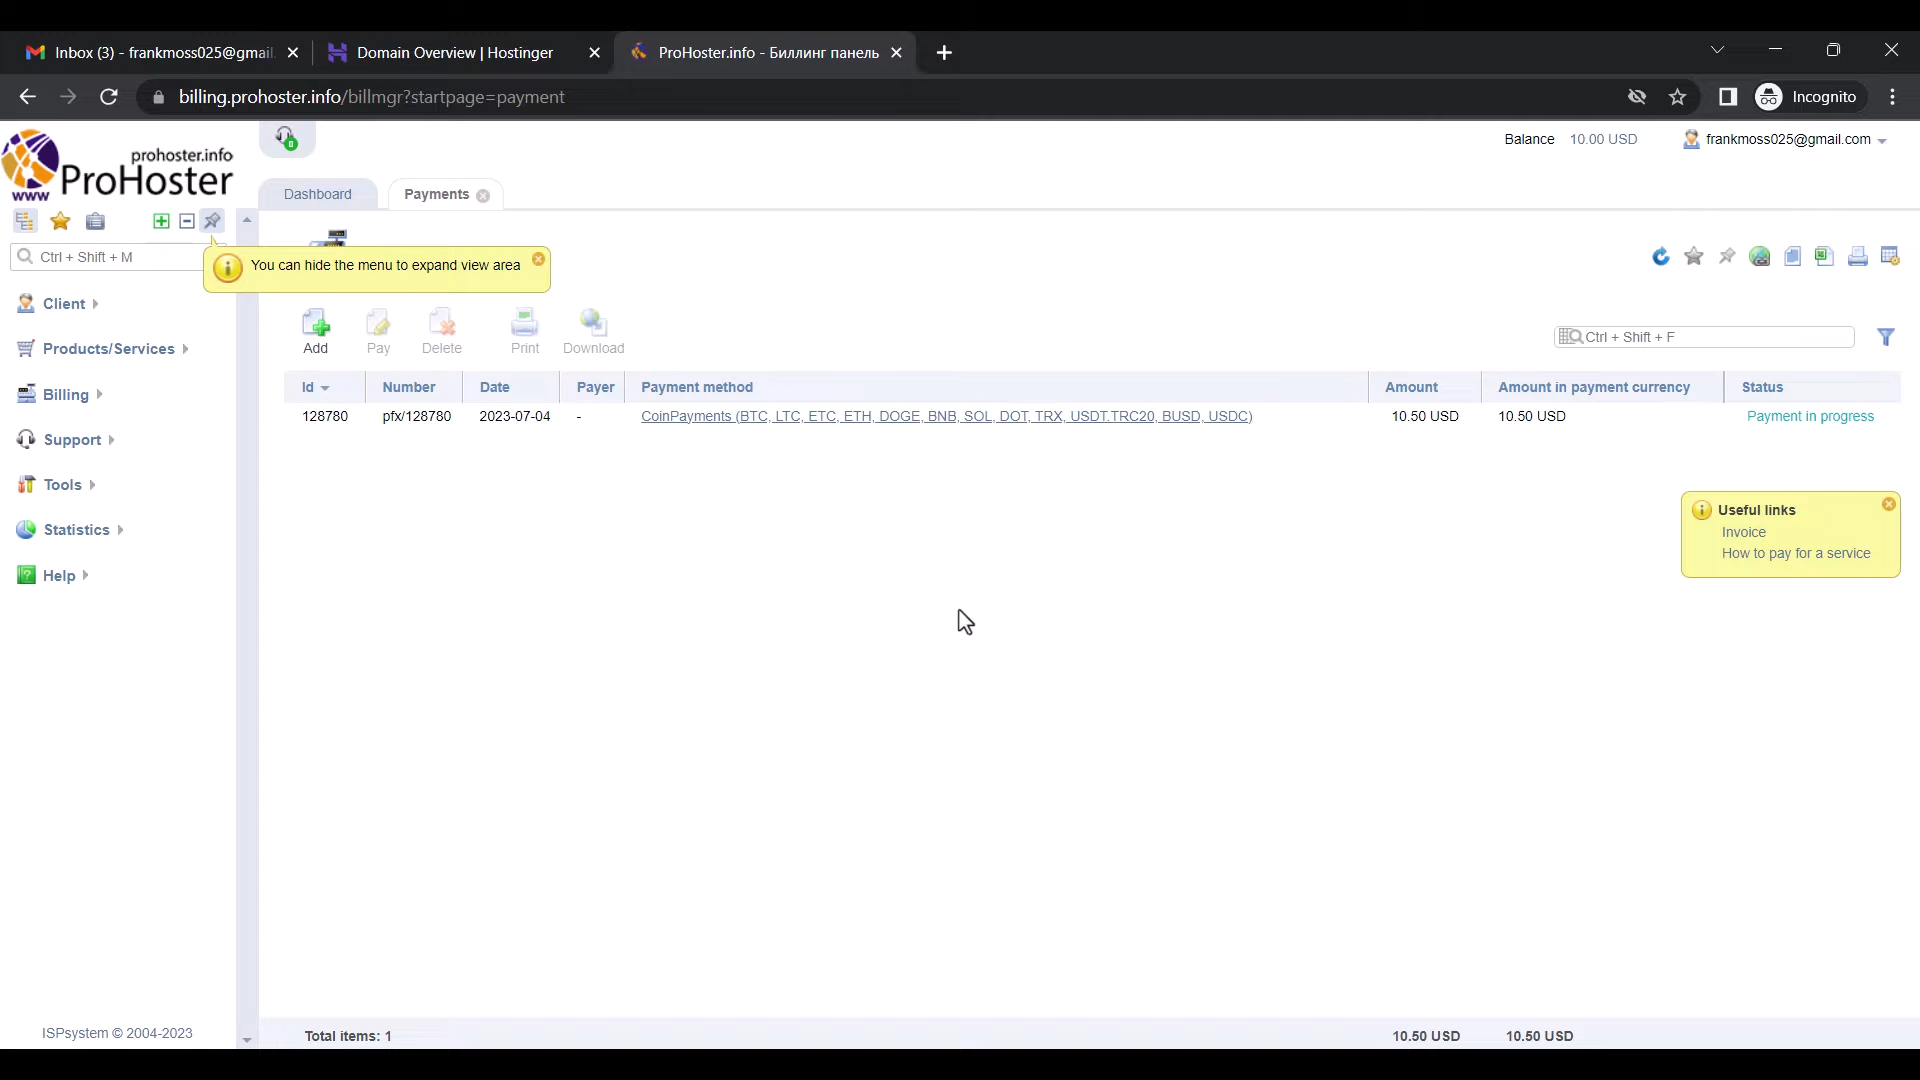 Inbox (3) - frankmoss025@gmail.
Domain Overview | Hostinger
ProHoster.info - Биллинг панель
billing.prohoster.info/billmgr?startpage=payment
Incognito
prohoster.info
ProHoster
www
Balance 10.00 USD
frankmoss025@gmail.com
Dashboard
Payments
Ctrl + Shift + M
You can hide the menu to expand view area
Client
Products/Services
Billing
Support
Tools
Statistics
Help
Add
Pay
Delete
Print
Download
Ctrl + Shift + F
Id Number Date Payer Payment method Amount Amount in payment currency Status
128780 pfx/128780 2023-07-04 - CoinPayments (BTC, LTC, ETC, ETH, DOGE, BNB, SOL, DOT, TRX, USDT.TRC20, BUSD, USDC) 10.50 USD 10.50 USD Payment in progress
Useful links
Invoice
How to pay for a service
ISPsystem © 2004-2023
Total items: 1 10.50 USD 10.50 USD